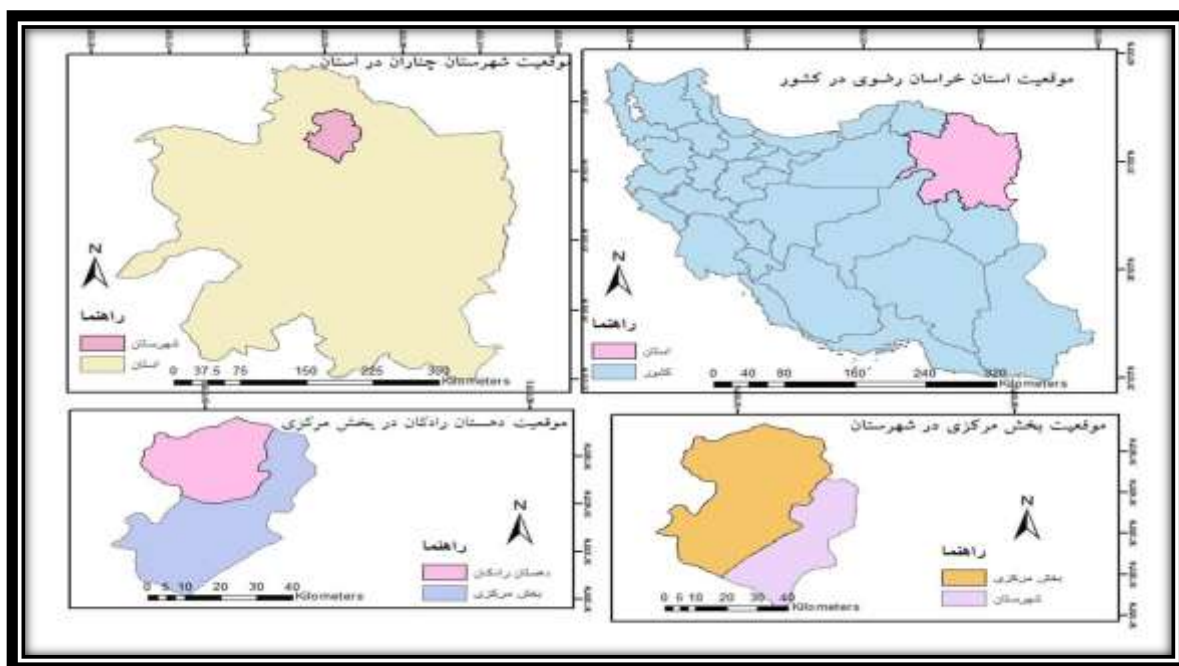 موقعیت استان خراسان رضوی در کشور
N
راهنما
استان
کشور
0 40 80 160 240 320
Kilometers
موقعیت شهرستان چناران در استان
N
راهنما
شهرستان
استان
0 37.5 75 150 225 300
Kilometers
موقعیت بخش مرکزی در شهرستان
N
راهنما
بخش مرکزی
شهرستان
0 5 10 20 30 40
Kilometers
موقعیت دهستان رادکان در بخش مرکزی
N
راهنما
دهستان رادکان
بخش مرکزی
0 5 10 20 30 40
Kilometers